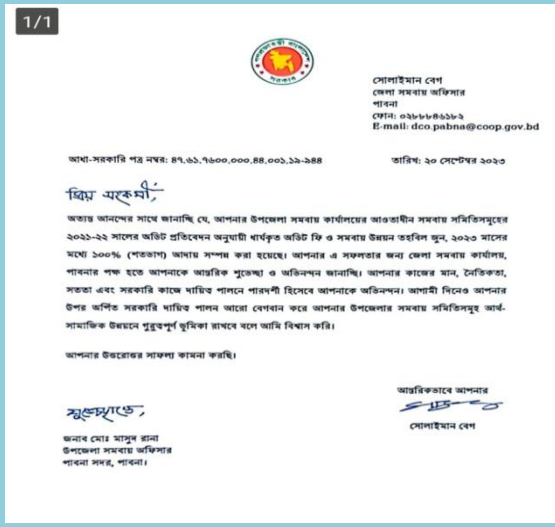 1/1
সোলাইমান বেগ
জেলা সমবায় অফিসার
পাবনা
ফোন: ০২৮৮৮৪৬১৮২
E-mail: dco.pabna@coop.gov.bd
আধা-সরকারি পত্র নম্বর: ৪৭.৬১.৭৬০০.০০০.৪৪.০০১.১৯-৯৪৪
তারিখ: ২০ সেপ্টেম্বর ২০২৩
প্রিয় সহকর্মী,
অত্যন্ত আনন্দের সাথে জানাচ্ছি যে, আপনার উপজেলা সমবায় কার্যালয়ের আওতাধীন সমবায় সমিতিসমূহের
২০২১-২২ সালের অডিট প্রতিবেদন অনুযায়ী ধার্যকৃত অডিট ফি ও সমবায় উন্নয়ন তহবিল জুন, ২০২৩ মাসের
মধ্যে ১০০% (শতভাগ) আদায় সম্পন্ন করা হয়েছে। আপনার এ সফলতার জন্য জেলা সমবায় কার্যালয়,
পাবনার পক্ষ হতে আপনাকে আন্তরিক শুভেচ্ছা ও অভিনন্দন জানাচ্ছি। আপনার কাজের মান, নৈতিকতা,
সততা এবং সরকারি কাজে দায়িত্ব পালনে পারদর্শী হিসেবে আপনাকে অভিনন্দন। আগামী দিনেও আপনার
উপর অর্পিত সরকারি দায়িত্ব পালন আরো বেগবান করে আপনার উপজেলার সমবায় সমিতিসমূহ আর্থ-
সামাজিক উন্নয়নে গুরুত্বপূর্ণ ভূমিকা রাখবে বলে আমি বিশ্বাস করি।
আপনার উত্তরোত্তর সাফল্য কামনা করছি।
আন্তরিকভাবে আপনার
সোলাইমান বেগ
শুভেচ্ছান্তে,
জনাব মোঃ মাসুদ রানা
উপজেলা সমবায় অফিসার
পাবনা সদর, পাবনা।